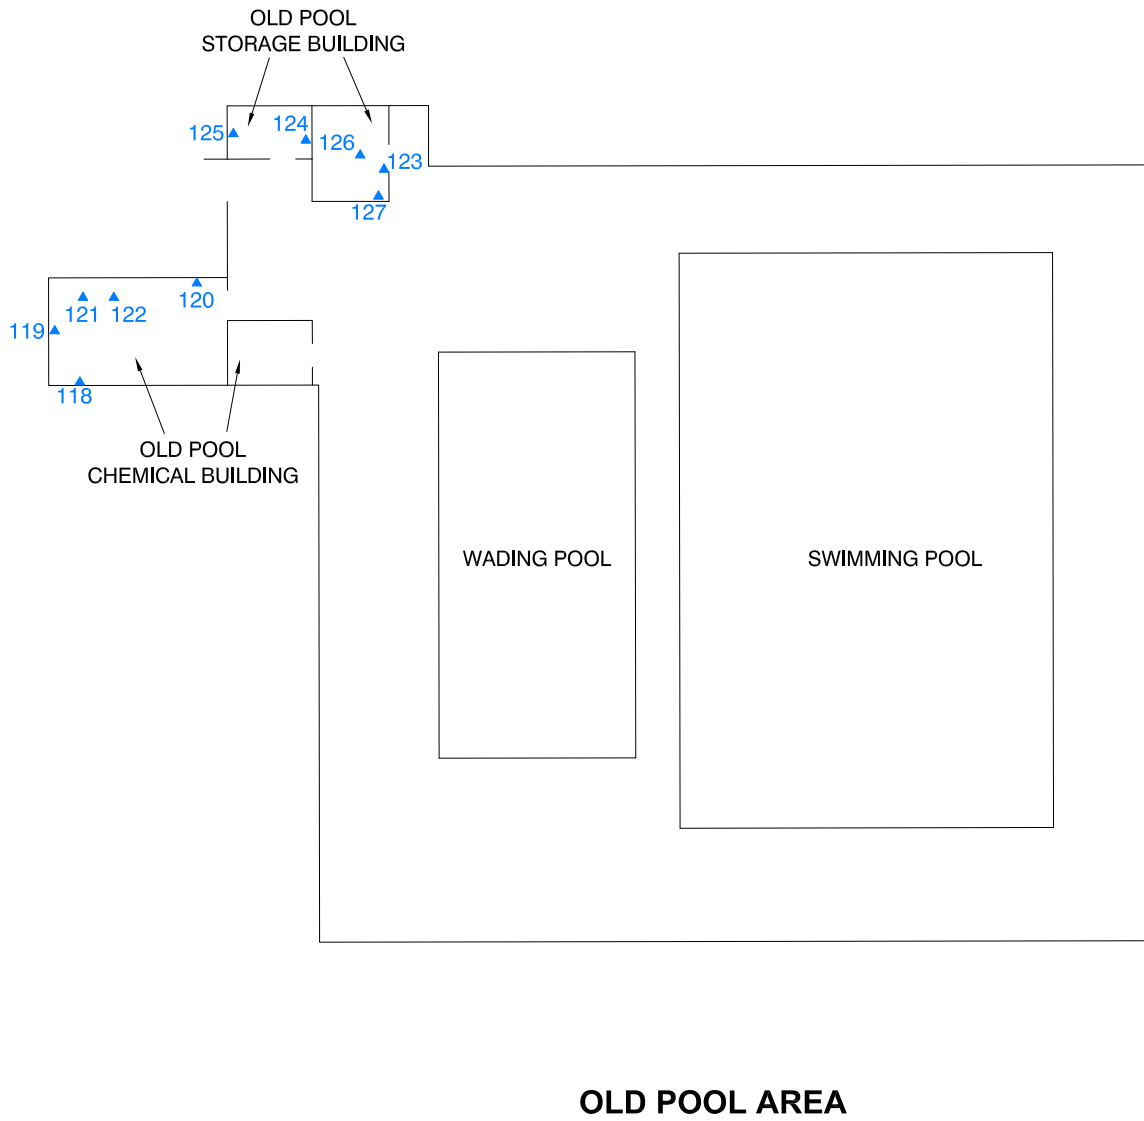 OLD POOL
STORAGE BUILDING
125
124
126
123
127
120
121
122
119
118
OLD POOL
CHEMICAL BUILDING
WADING POOL
SWIMMING POOL
OLD POOL AREA